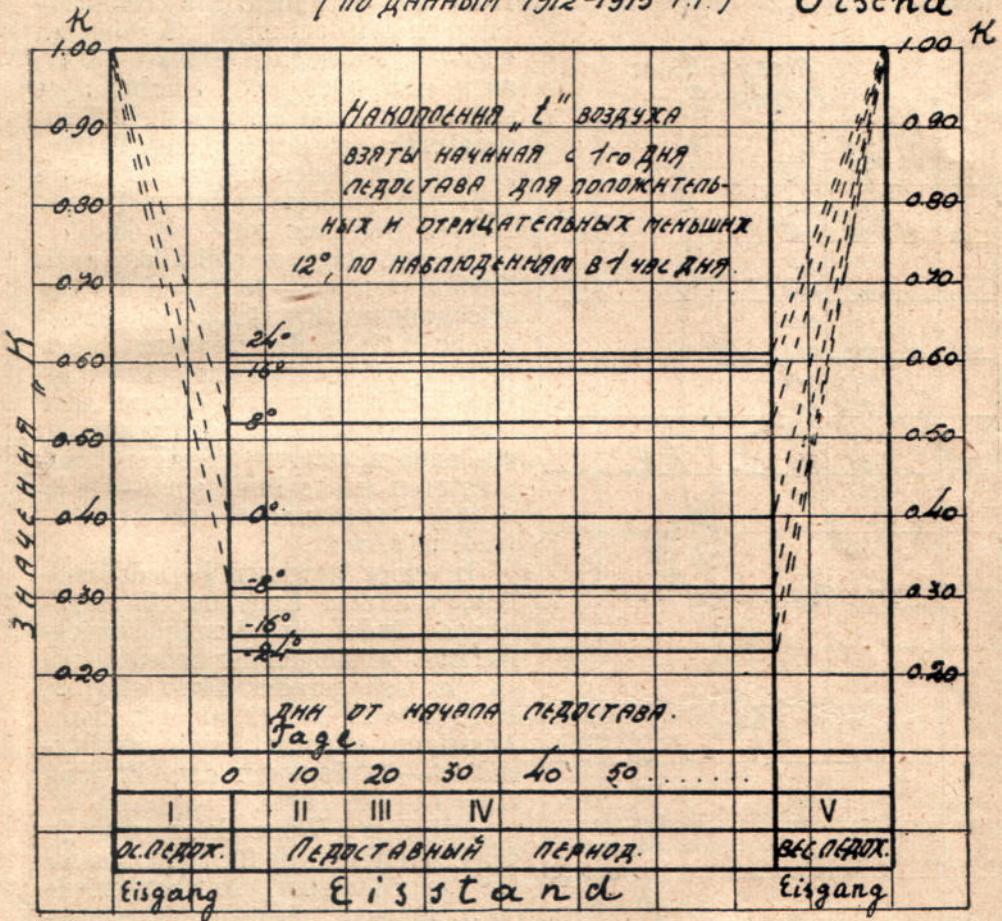 ( по данным 1912-1915 г.г.)
К К
1.00 1.00
0.90 0.90
0.80 0.80
0.70 0.70
0.60 0.60
0.50 0.50
0.40 0.40
0.30 0.30
0.20 0.20
Значения "К
Накопления „t" воздуха
взяты начиная с 1го дня
ледостава для положитель-
ных и отрицательных меньших
12°, по наблюдениям в 1 час дня.
24°
16°
8°
0°
-8°
-16°
-24°
дни от начала ледостава.
Tage
0 10 20 30 40 50........
I II III IV V
ос.ледох. Ледоставный период. вес.ледох.
Eisgang Eisstand Eisgang